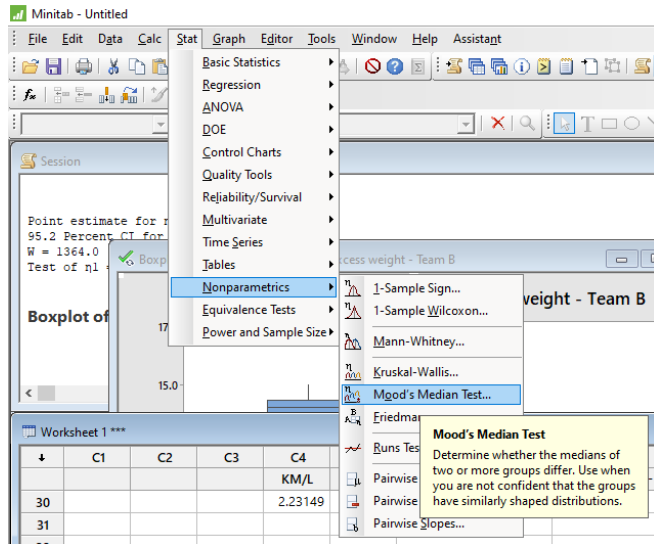 Minitab - Untitled
File Edit Data Calc Stat Graph Editor Tools Window Help Assistant
Basic Statistics
Regression
ANOVA
DOE
Control Charts
Quality Tools
Reliability/Survival
Multivariate
Time Series
Tables
Nonparametrics
Equivalence Tests
Power and Sample Size
Session
Point estimate for
95.2 Percent CI for
W = 1364.0
Test of η1 =
Boxplot of
weight - Team B
weight - Team B
17
15.0
1-Sample Sign...
1-Sample Wilcoxon...
Mann-Whitney...
Kruskal-Wallis...
Mood's Median Test...
Runs
Pairwise
Pairwise
Pairwise Slopes...
Mood's Median Test
Determine whether the medians of
two or more groups differ. Use when
you are not confident that the groups
have similarly shaped distributions.
Worksheet 1 ***
C1 C2 C3 C4
KM/L
30 2.23149
31